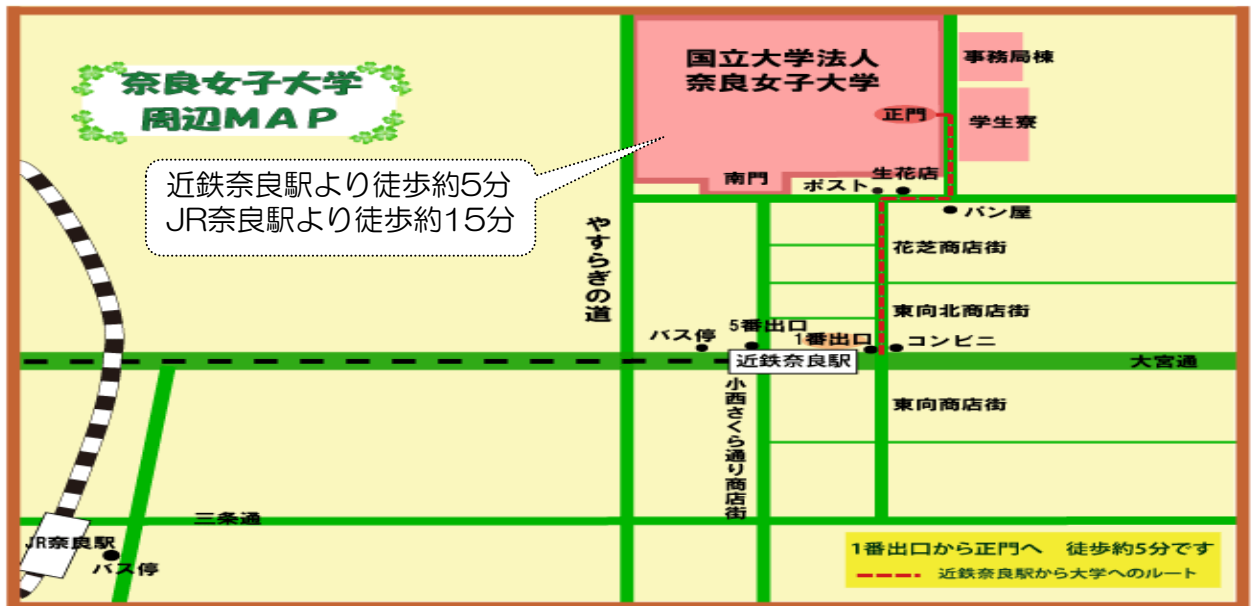 奈良女子大学
周辺MAP
国立大学法人
奈良女子大学
正門
事務局棟
学生寮
近鉄奈良駅より徒歩約5分
JR奈良駅より徒歩約15分
南門
ポスト
生花店
パン屋
やすらぎの道
花芝商店街
東向北商店街
バス停
5番出口
1番出口
コンビニ
近鉄奈良駅
大宮通
小西さくら通り商店街
東向商店街
三条通
JR奈良駅
バス停
1番出口から正門へ 徒歩約5分です
近鉄奈良駅から大学へのルート